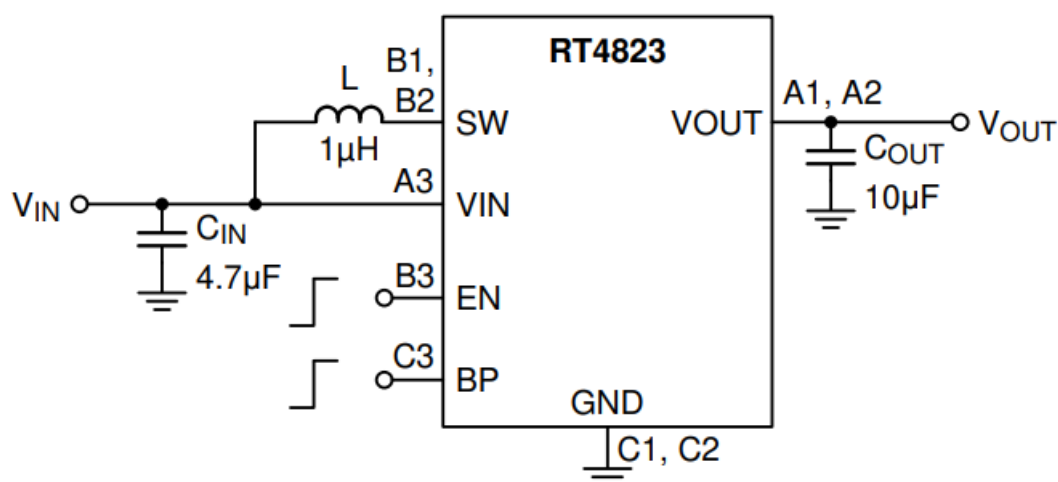 RT4823
B1,
B2
L
1µH
SW
VOUT
A1, A2
VOUT
COUT
10µF
VIN
A3
VIN
CIN
4.7µF
B3
EN
C3
BP
GND
C1, C2